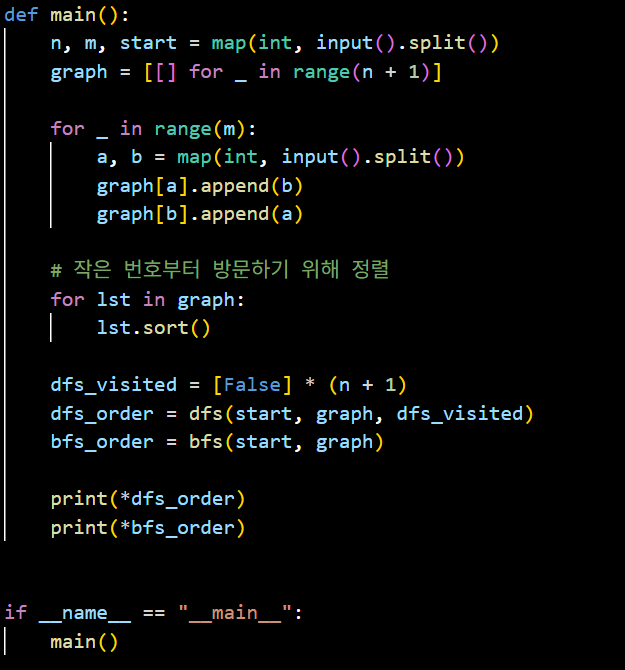 def main():
    n, m, start = map(int, input().split())
    graph = [[] for _ in range(n + 1)]

    for _ in range(m):
        a, b = map(int, input().split())
        graph[a].append(b)
        graph[b].append(a)

    # 작은 번호부터 방문하기 위해 정렬
    for lst in graph:
        lst.sort()

    dfs_visited = [False] * (n + 1)
    dfs_order = dfs(start, graph, dfs_visited)
    bfs_order = bfs(start, graph)

    print(*dfs_order)
    print(*bfs_order)


if __name__ == "__main__":
    main()